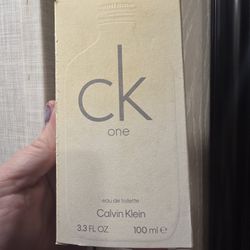 ck
one
eau de toilette
Calvin Klein
3.3 FL OZ 100 ml ℮